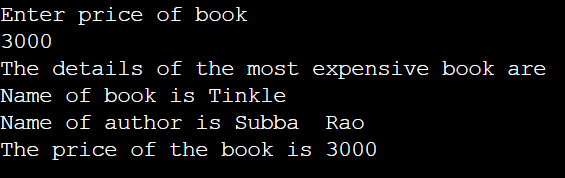 Enter price of book
3000
The details of the most expensive book are
Name of book is Tinkle
Name of author is Subba  Rao
The price of the book is 3000